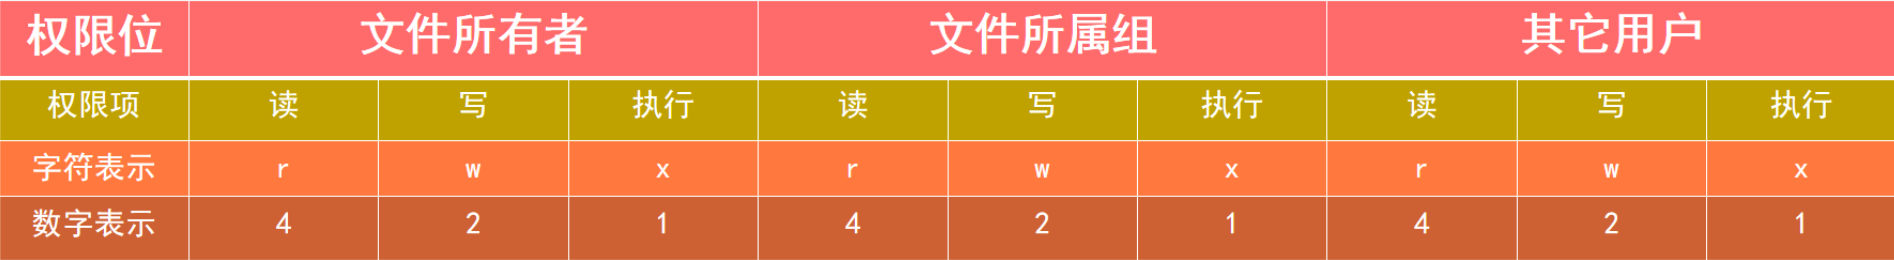 权限位 文件所有者 文件所属组 其它用户
权限项 读 写 执行 读 写 执行 读 写 执行
字符表示 r w x r w x r w x
数字表示 4 2 1 4 2 1 4 2 1